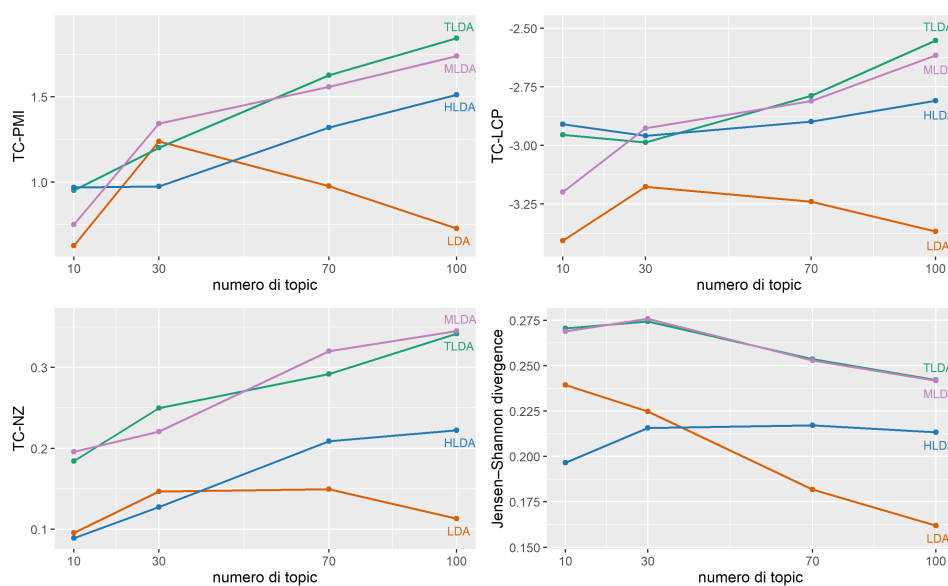 TC-PMI
1.5
1.0
TLDA
MLDA
HLDA
LDA
10 30 70 100
numero di topic
TC-LCP
-2.50
-2.75
-3.00
-3.25
TLD
MLD
HLD
LDA
10 30 70 100
numero di topic
TC-NZ
0.3
0.2
0.1
MLDA
TLDA
HLDA
LDA
10 30 70 100
numero di topic
Jensen–Shannon divergence
0.275
0.250
0.225
0.200
0.175
0.150
TLDA
MLD
HLDA
LDA
10 30 70 100
numero di topic